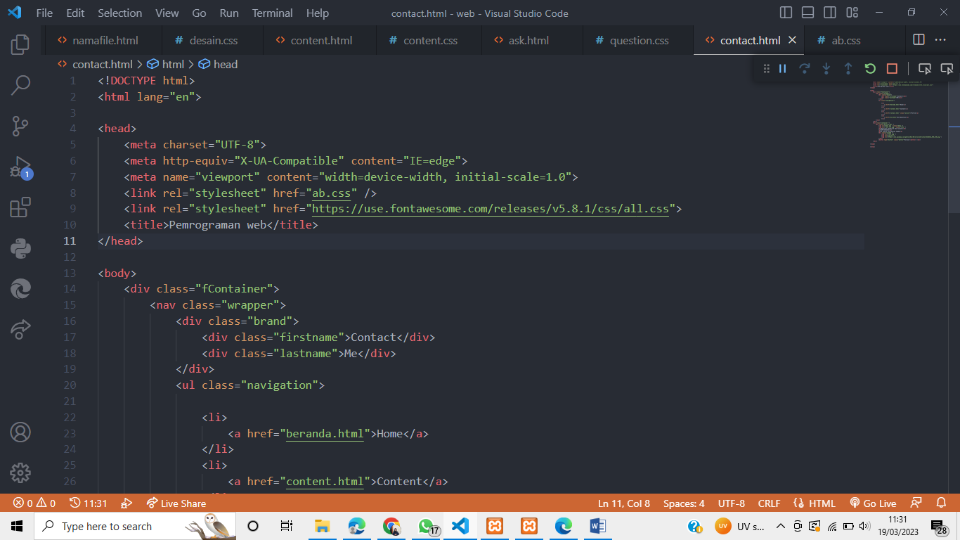 File Edit Selection View Go Run Terminal Help contact.html - web - Visual Studio Code
namafile.html desain.css content.html content.css ask.html question.css contact.html ab.css
contact.html > html > head
1 <!DOCTYPE html>
2 <html lang="en">
3
4 <head>
5 <meta charset="UTF-8">
6 <meta http-equiv="X-UA-Compatible" content="IE=edge">
7 <meta name="viewport" content="width=device-width, initial-scale=1.0">
8 <link rel="stylesheet" href="ab.css" />
9 <link rel="stylesheet" href="https://use.fontawesome.com/releases/v5.8.1/css/all.css">
10 <title>Pemrograman web</title>
11 </head>
12
13 <body>
14 <div class="fContainer">
15 <nav class="wrapper">
16 <div class="brand">
17 <div class="firstname">Contact</div>
18 <div class="lastname">Me</div>
19 </div>
20 <ul class="navigation">
21
22 <li>
23 <a href="beranda.html">Home</a>
24 </li>
25 <li>
26 <a href="content.html">Content</a>
1
0 0 11:31 Live Share Ln 11, Col 8 Spaces: 4 UTF-8 CRLF HTML Go Live
Type here to search 17 UV UV s... 11:31
19/03/2023 28